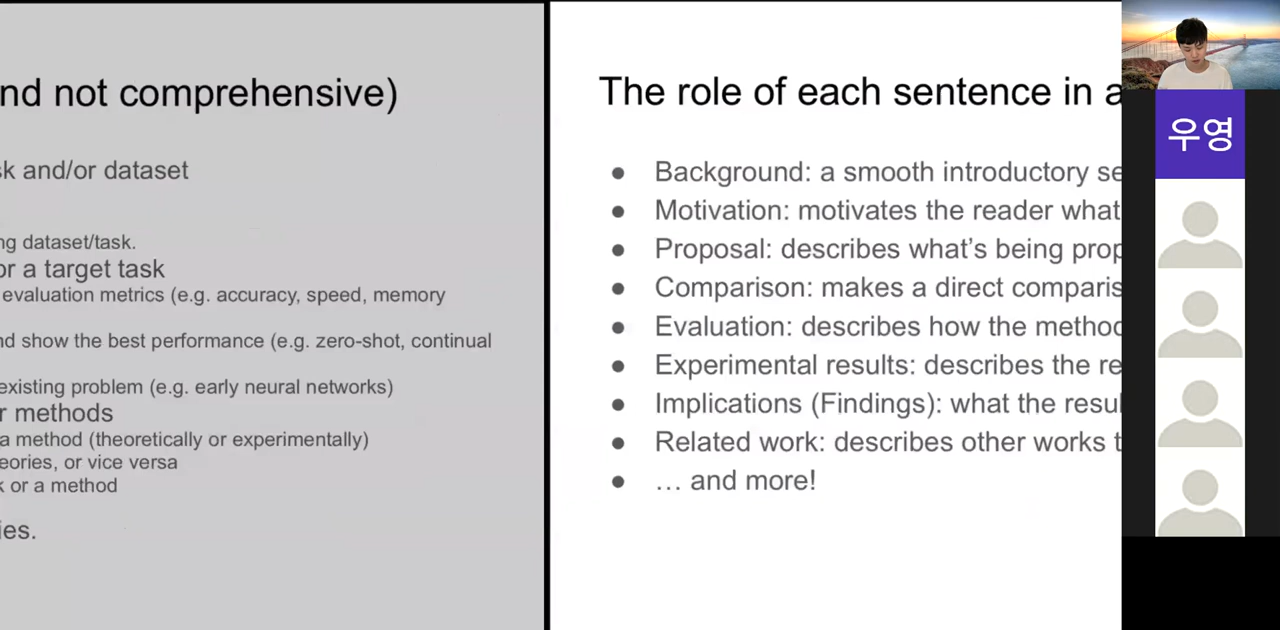 nd not comprehensive)
sk and/or dataset
ng dataset/task.
or a target task
evaluation metrics (e.g. accuracy, speed, memory
nd show the best performance (e.g. zero-shot, continual
existing problem (e.g. early neural networks)
r methods
a method (theoretically or experimentally)
eories, or vice versa
k or a method
ies.
The role of each sentence in a
● Background: a smooth introductory se
● Motivation: motivates the reader what
● Proposal: describes what's being prop
● Comparison: makes a direct comparis
● Evaluation: describes how the method
● Experimental results: describes the re
● Implications (Findings): what the resul
● Related work: describes other works t
● … and more!
우영